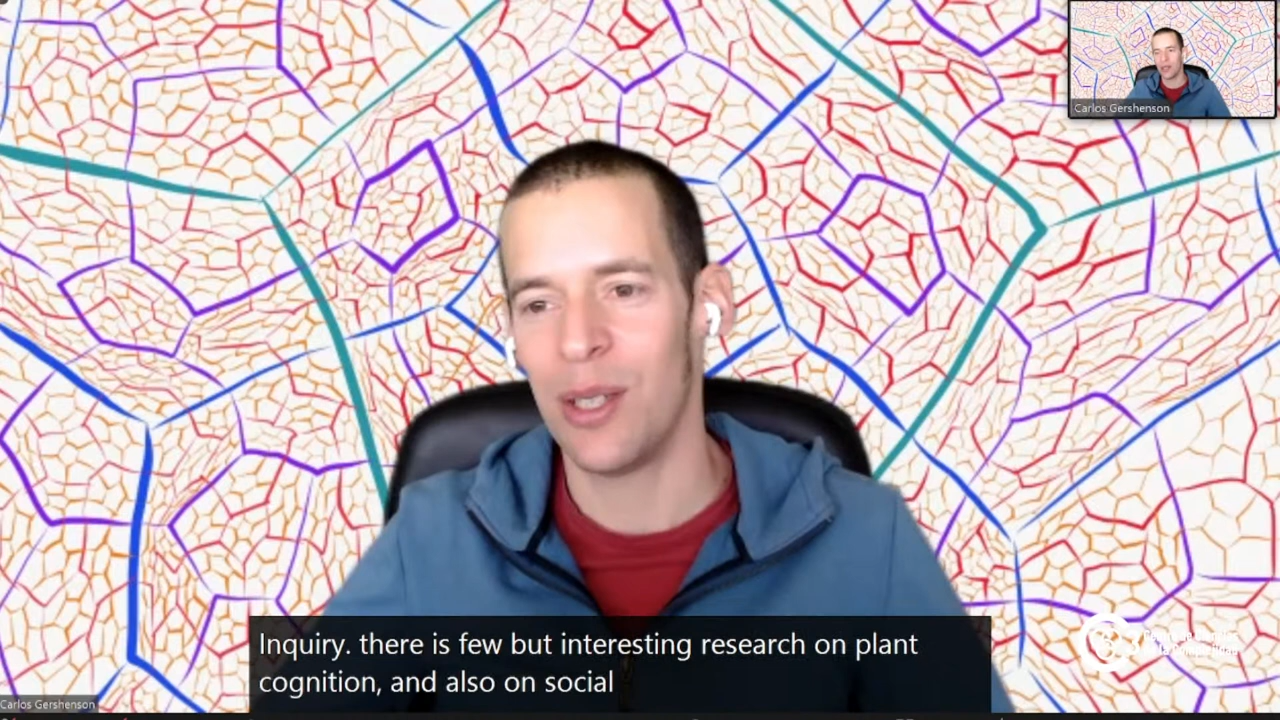 Carlos Gershenson
Inquiry. there is few but interesting research on plant
cognition, and also on social
Carlos Gershenson